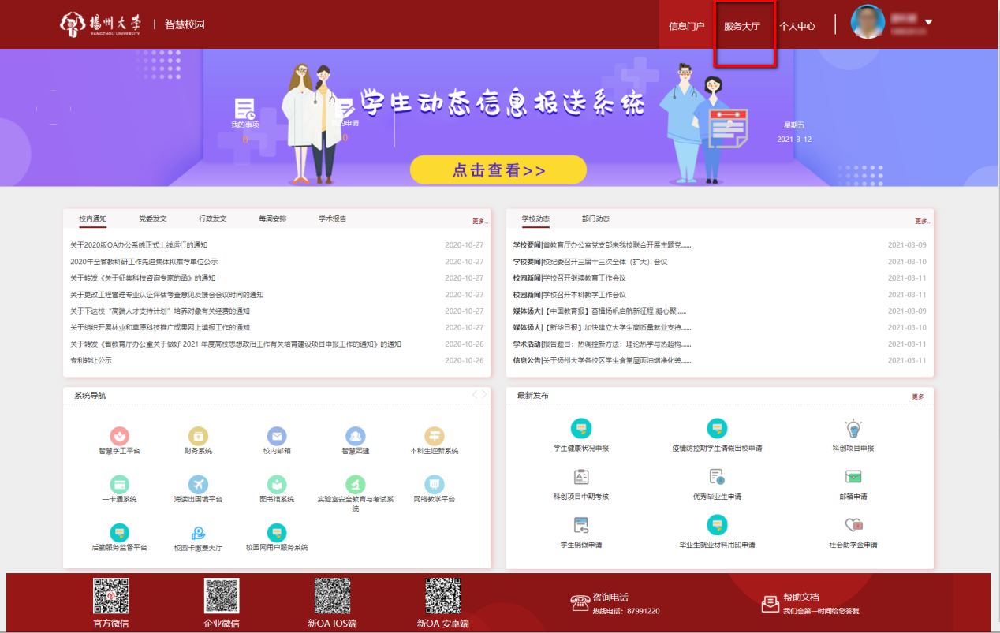 揚州大学 | 智慧校园
YANGZHOU UNIVERSITY
信息门户 服务大厅 个人中心
学生动态信息报送系统
我的事项
0
我的申请
0
点击查看>>
星期五
2021-3-12
校内通知 党委发文 行政发文 每周安排 学术报告 更多...
关于2020版OA办公系统正式上线运行的通知 2020-10-27
2020年全省教科研工作先进集体拟推荐单位公示 2020-10-27
关于转发《关于征集科技咨询专家的函》的通知 2020-10-27
关于更改工程管理专业认证评估考查意见反馈会会议时间的通知 2020-10-27
关于下达校“高端人才支持计划”培养对象有关经费的通知 2020-10-27
关于组织开展林业和草原科技推广成果网上填报工作的通知 2020-10-27
关于转发《省教育厅办公室关于做好 2021 年度高校思想政治工作有关培育建设项目申报工作的通知》的通知 2020-10-26
专利转让公示 2020-10-26
学校动态 部门动态 更多...
学校要闻|省教育厅办公室党支部来我校联合开展主题党...... 2021-03-09
学校要闻|校纪委召开三届十三次全体（扩大）会议 2021-03-10
校园新闻|学校召开继续教育工作会议 2021-03-11
校园新闻|学校召开本科教学工作会议 2021-03-11
媒体扬大|【中国教育报】奋楫扬帆启航新征程 凝心聚...... 2021-03-09
媒体扬大|【新华日报】加快建立大学生高质量就业支持...... 2021-03-10
学术活动|报告题目：热调控新方法：理论热学与热超构...... 2021-03-11
信息公告|关于扬州大学各校区学生食堂屋面油烟净化装...... 2021-03-11
系统导航
智慧学工平台 财务系统 校内邮箱 智慧团建 本科生迎新系统
一卡通系统 海读出国境平台 图书馆系统 实验室安全教育与考试系统 网络教学平台
后勤服务监督平台 校园卡缴费大厅 校园网用户服务系统
最新发布 更多
学生健康状况申报 疫情防控期学生请假出校申请 科创项目申报
科创项目中期考核 优秀毕业生申请 邮箱申请
学生销假申请 毕业生就业材料用印申请 社会助学金申请
官方微信 企业微信 新OA IOS端 新OA 安卓端
咨询电话
热线电话：87991220
帮助文档
我们会第一时间给您答复